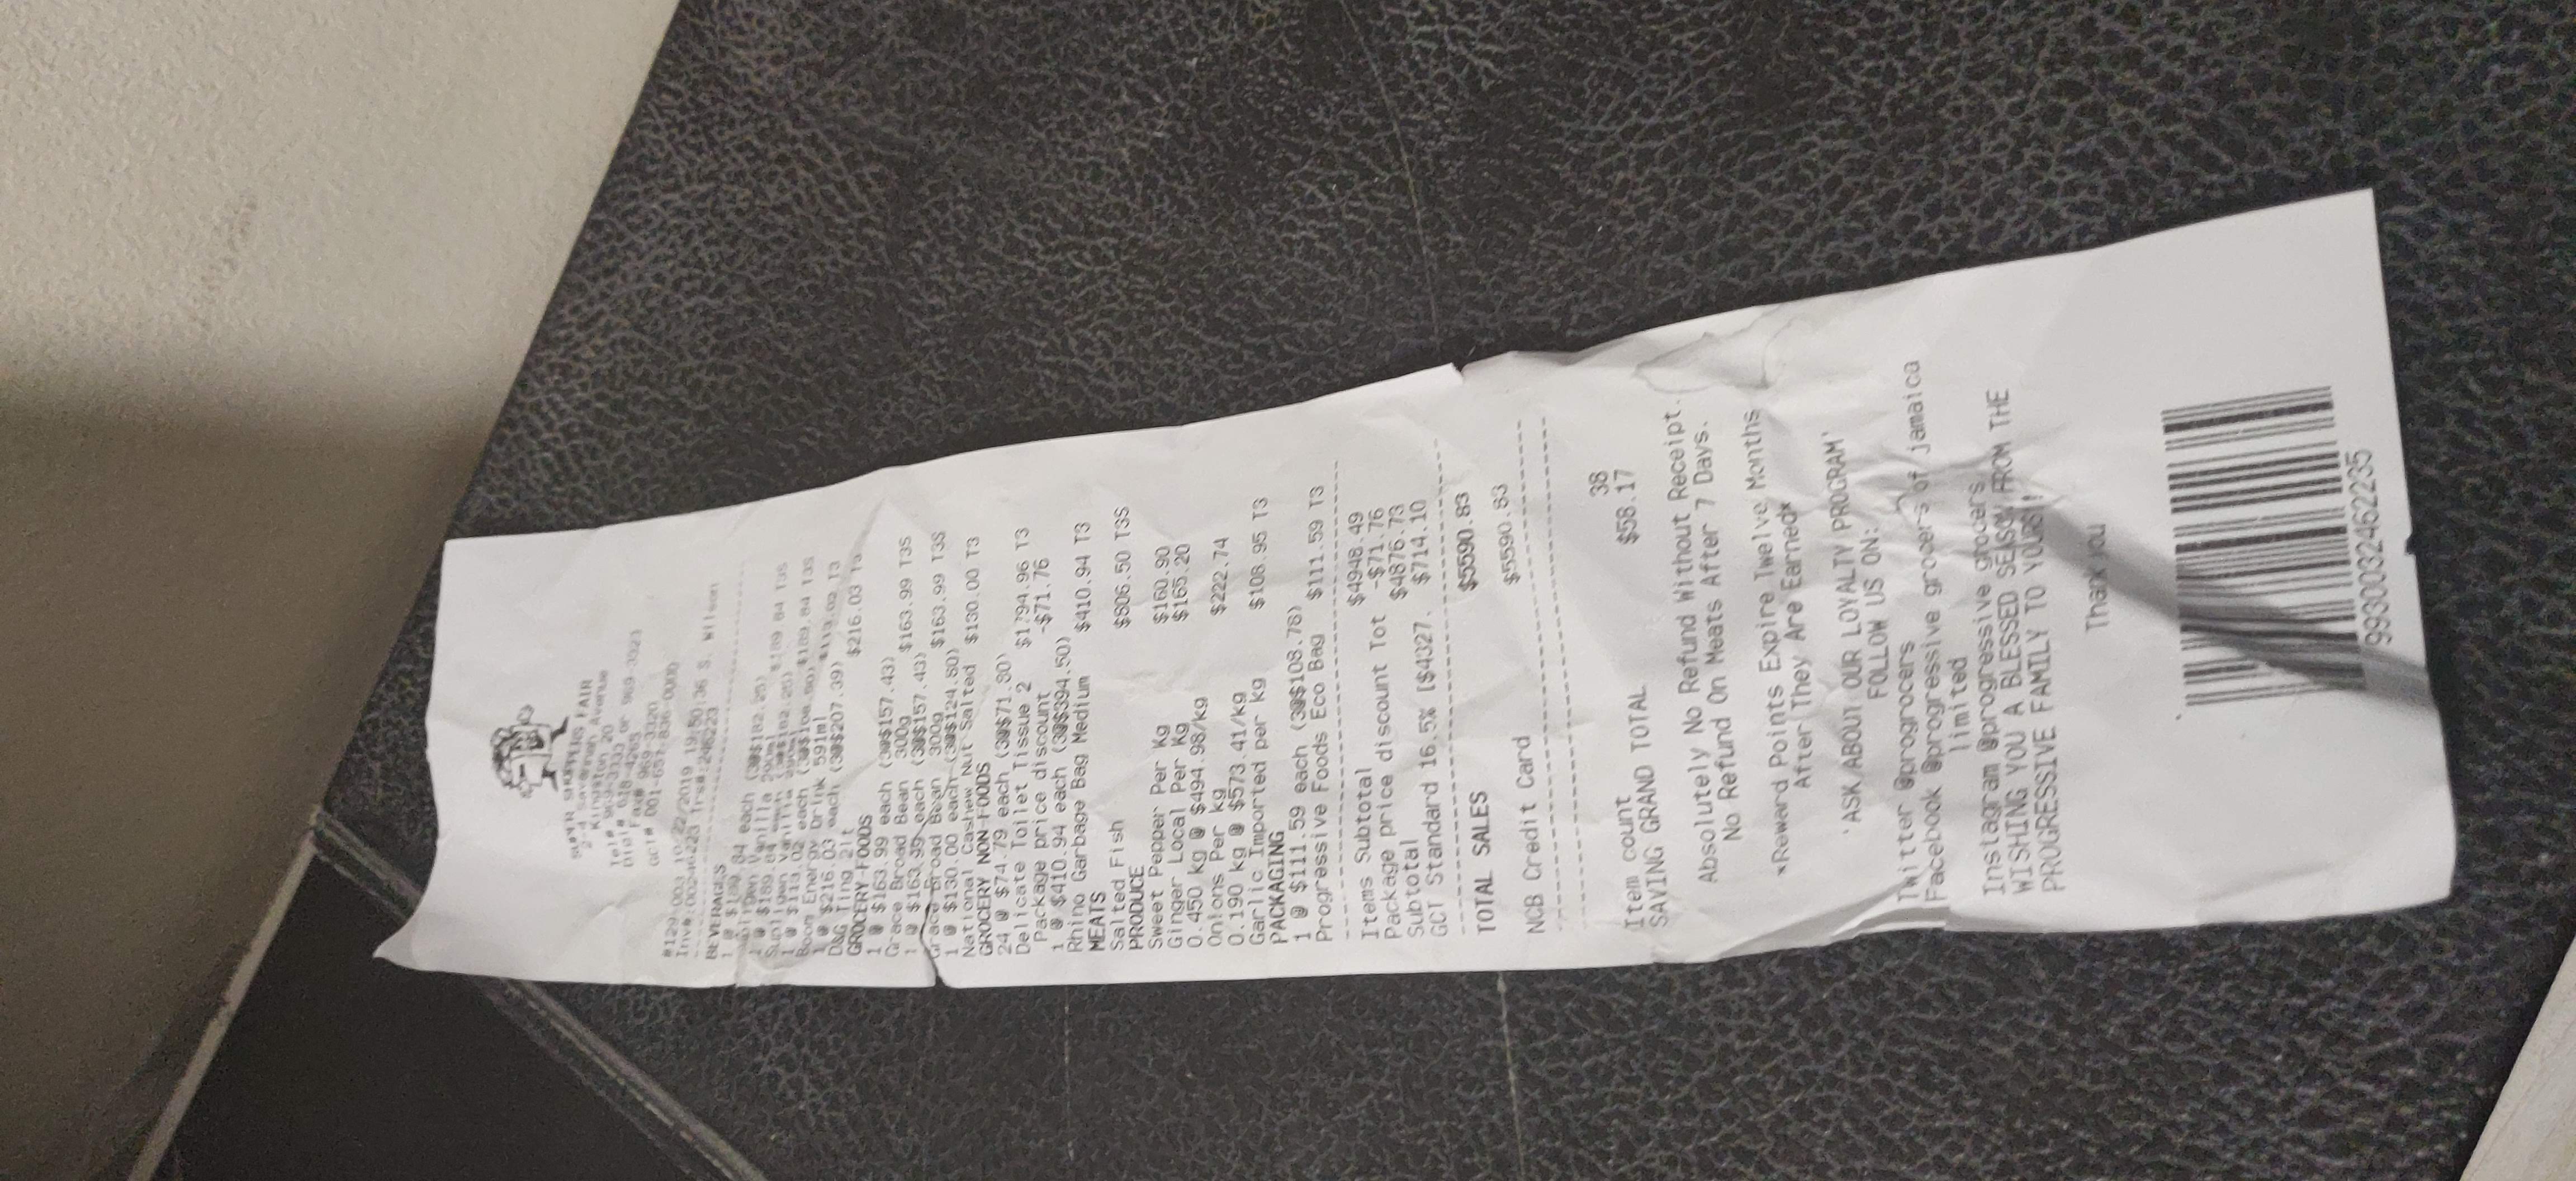 SUPER SHOPPERS FAIR
2-4 Savannah Avenue
Kingston 20
Tel# 969-3333 or 969-3323
Digi# 618-4265
Fax# 969-3320
GCT# 001-657-836-000b
#129-003 10/22/2019 19:50:36 S. Wilson
Inv#:00246223 Trs#:246223
BEVERAGES
1 @ $189.84 each (3@$182.25)
Supligen Vanilla 290ml $189.84 T3S
1 @ $189.84 each (3@$182.25)
Supligen Vanilla 290ml $189.84 T3S
1 @ $113.02 each (3@$108.50)
Boom Energy Drink 591ml $113.02 T3
1 @ $216.03 each (3@$207.39)
D&G Ting 2lt $216.03 T3
GROCERY-FOODS
1 @ $163.99 each (3@$157.43)
Grace Broad Bean 300g $163.99 T3S
1 @ $163.99 each (3@$157.43)
Grace Broad Bean 300g $163.99 T3S
1 @ $130.00 each (3@$124.80)
National Cashew Nut Salted $130.00 T3
GROCERY NON-FOODS
24 @ $74.79 each (3@$71.80)
Delicate Toilet Tissue 2 $1794.96 T3
Package price discount -$71.76
1 @ $410.94 each (3@$394.50)
Rhino Garbage Bag Medium $410.94 T3
MEATS
Salted Fish $806.50 T3S
PRODUCE
Sweet Pepper Per Kg $160.90
Ginger Local Per Kg $165.20
0.450 kg @ $494.98/kg
Onions Per kg $222.74
0.190 kg @ $573.41/kg
Garlic Imported per kg $108.95 T3
PACKAGING
1 @ $111.59 each (3@$108.78)
Progressive Foods Eco Bag $111.59 T3
Items Subtotal $4948.49
Package price discount Tot -$71.76
Subtotal $4876.73
GCT Standard 16.5% [$4327. $714.10
TOTAL SALES $5590.83
NCB Credit Card $5590.83
Item count 38
SAVING GRAND TOTAL $58.17
Absolutely No Refund Without Receipt.
No Refund On Meats After 7 Days.
*Reward Points Expire Twelve Months
After They Are Earned*
'ASK ABOUT OUR LOYALTY PROGRAM'
FOLLOW US ON:
Twitter @progrocers
Facebook @progressive grocers of jamaica
limited
Instagram @progressive grocers
WISHING YOU A BLESSED SEASON FROM THE
PROGRESSIVE FAMILY TO YOURS!!
Thank you
9930032462235